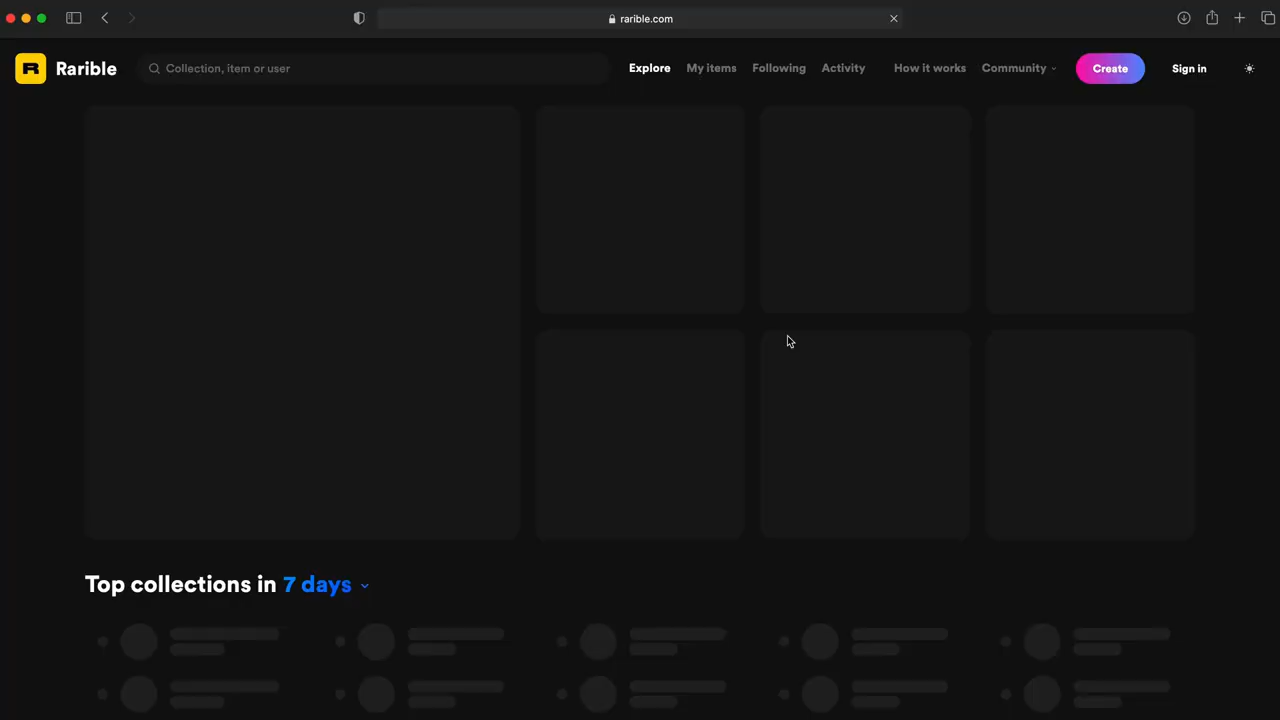 rarible.com
R Rarible
Collection, item or user
Explore My items Following Activity How it works Community Create Sign in
Top collections in 7 days